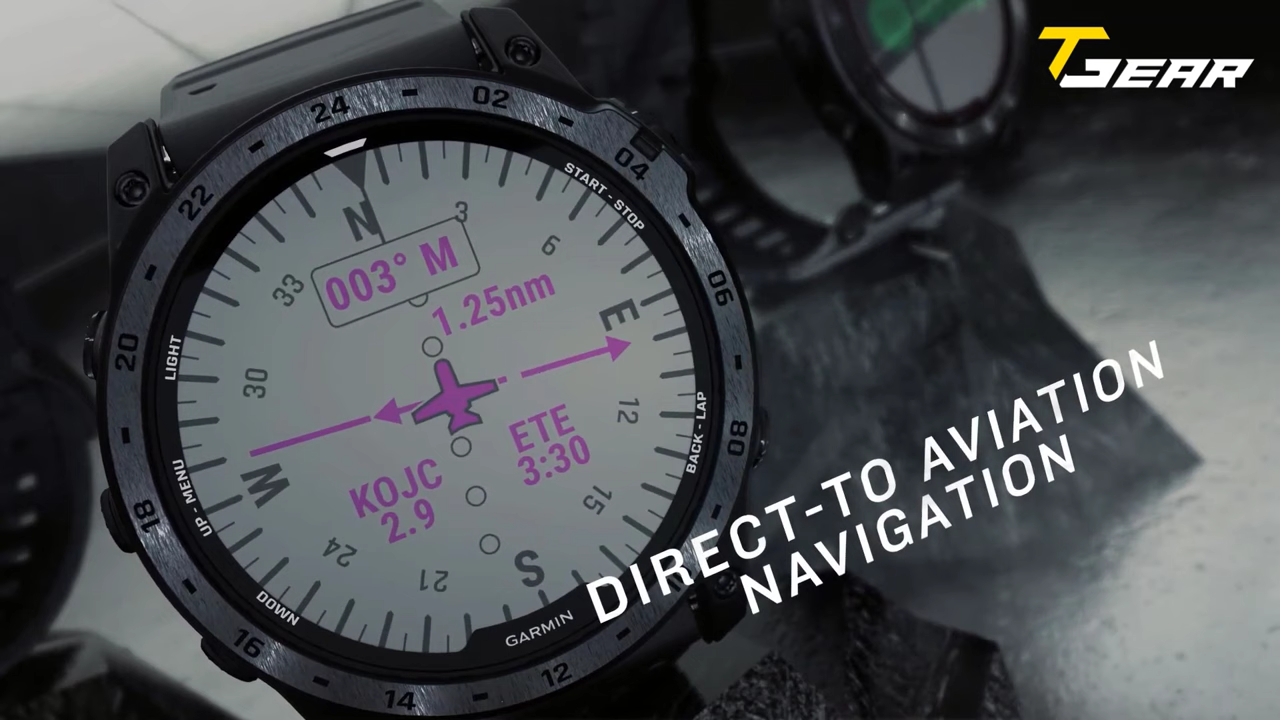 TGEAR
24
02
04
06
08
12
14
16
18
20
22
START - STOP
BACK - LAP
LIGHT
UP - MENU
DOWN
GARMIN
N
3
6
E
12
15
S
21
24
W
30
33
003° M
1.25nm
ETE
3:30
KOJC
2.9
DIRECT-TO AVIATION
NAVIGATION